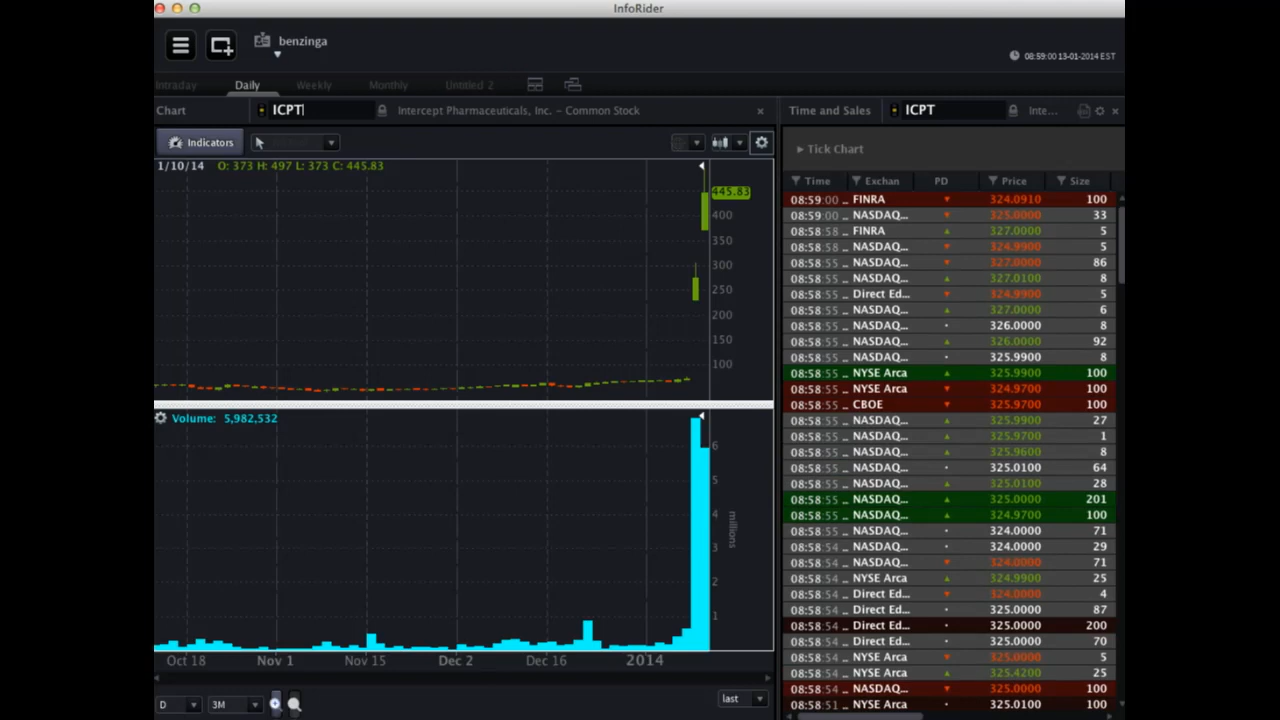 InfoRider
benzinga
08:59:00 13-01-2014 EST
Intraday Daily Weekly Monthly Untitled 2
Chart ICPT Intercept Pharmaceuticals, Inc. – Common Stock ×
Time and Sales ICPT Inte... ×
Indicators
Tick Chart
1/10/14 O: 373 H: 497 L: 373 C: 445.83
445.83
400
350
300
250
200
150
100
Volume: 5,982,532
6
5
4
3
2
1
millions
Oct 18 Nov 1 Nov 15 Dec 2 Dec 16 2014
D 3M last
Time Exchan PD Price Size
08:59:00 ... FINRA 324.0910 100
08:59:00 ... NASDAQ... 325.0000 33
08:58:58 ... FINRA 327.0000 5
08:58:58 ... NASDAQ... 324.9900 5
08:58:55 ... NASDAQ... 327.0000 86
08:58:55 ... NASDAQ... 327.0100 8
08:58:55 ... Direct Ed... 324.9900 5
08:58:55 ... NASDAQ... 327.0000 6
08:58:55 ... NASDAQ... 326.0000 8
08:58:55 ... NASDAQ... 326.0000 92
08:58:55 ... NASDAQ... 325.9900 8
08:58:55 ... NYSE Arca 325.9900 100
08:58:55 ... NYSE Arca 324.9700 100
08:58:55 ... CBOE 325.9700 100
08:58:55 ... NASDAQ... 325.9900 27
08:58:55 ... NASDAQ... 325.9700 1
08:58:55 ... NASDAQ... 325.9600 8
08:58:55 ... NASDAQ... 325.0100 64
08:58:55 ... NASDAQ... 325.0100 28
08:58:55 ... NASDAQ... 325.0000 201
08:58:55 ... NASDAQ... 324.9700 100
08:58:55 ... NASDAQ... 324.0000 71
08:58:54 ... NASDAQ... 324.0000 29
08:58:54 ... NASDAQ... 324.0000 71
08:58:54 ... NYSE Arca 324.9900 25
08:58:54 ... Direct Ed... 324.0000 4
08:58:54 ... Direct Ed... 325.0000 87
08:58:54 ... Direct Ed... 325.0000 200
08:58:54 ... Direct Ed... 325.0000 70
08:58:54 ... NYSE Arca 325.0000 5
08:58:54 ... NYSE Arca 325.4200 25
08:58:54 ... NASDAQ... 325.0000 100
08:58:51 ... NYSE Arca 325.0000 100